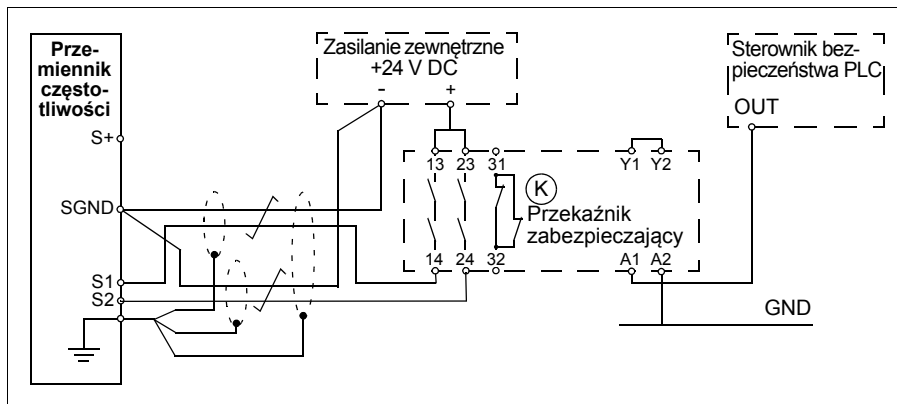 Prze-
miennik
często-
tliwości
S+
SGND
S1
S2
Zasilanie zewnętrzne
+24 V DC
- +
Sterownik bez-
pieczeństwa PLC
OUT
13 23 31 Y1 Y2
K
Przekaźnik
zabezpieczający
14 24 32 A1 A2
GND